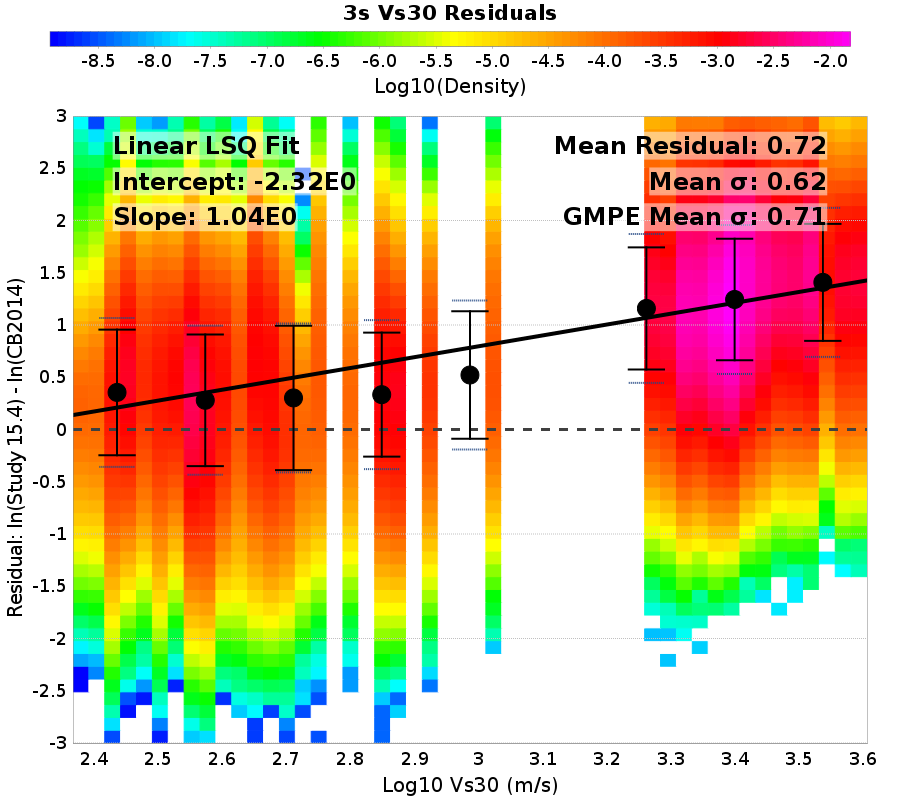 3s Vs30 Residuals
-8.5 -8.0 -7.5 -7.0 -6.5 -6.0 -5.5 -5.0 -4.5 -4.0 -3.5 -3.0 -2.5 -2.0
Log10(Density)
Linear LSQ Fit
Intercept: -2.32E0
Slope: 1.04E0
Mean Residual: 0.72
Mean σ: 0.62
GMPE Mean σ: 0.71
3
2.5
2
1.5
1
0.5
0
-0.5
-1
-1.5
-2
-2.5
-3
Residual: ln(Study 15.4) - ln(CB2014)
2.4 2.5 2.6 2.7 2.8 2.9 3 3.1 3.2 3.3 3.4 3.5 3.6
Log10 Vs30 (m/s)